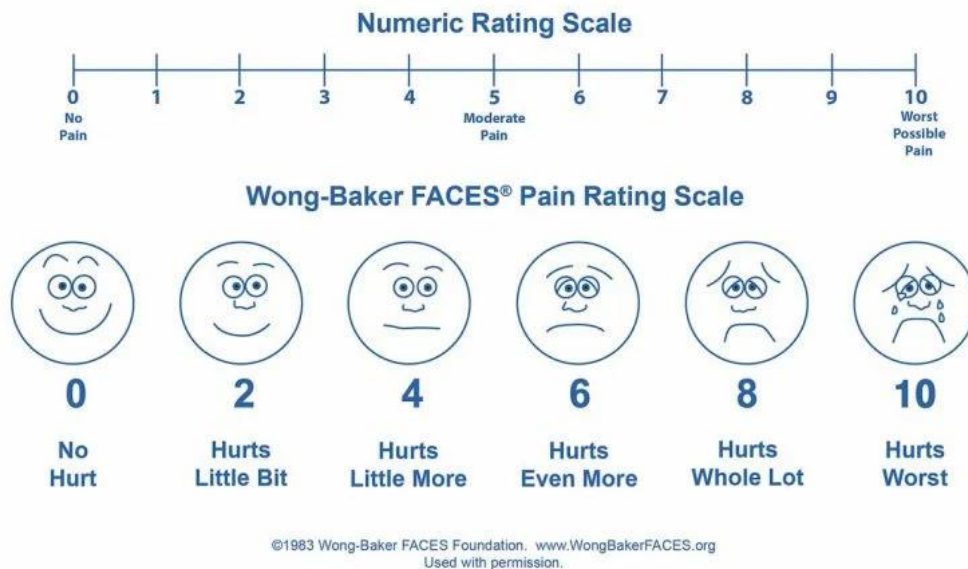 Numeric Rating Scale
0 1 2 3 4 5 6 7 8 9 10
No Moderate Worst
Pain Pain Possible
Pain
Wong-Baker FACES® Pain Rating Scale
0 2 4 6 8 10
No Hurts Hurts Hurts Hurts Hurts
Hurt Little Bit Little More Even More Whole Lot Worst
©1983 Wong-Baker FACES Foundation. www.WongBakerFACES.org
Used with permission.